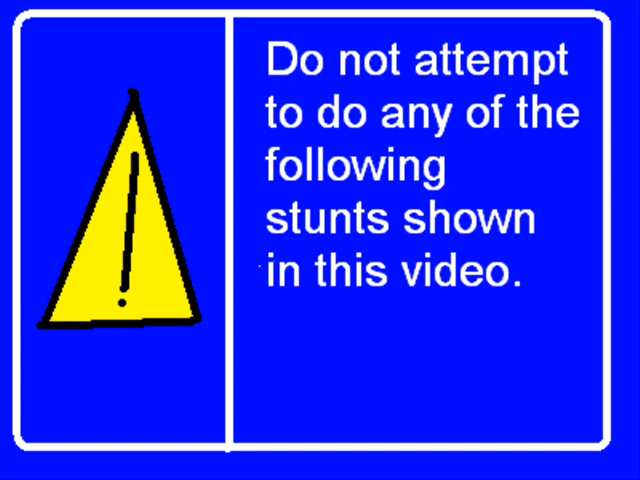 Do not attempt
to do any of the
following
stunts shown
in this video.
!